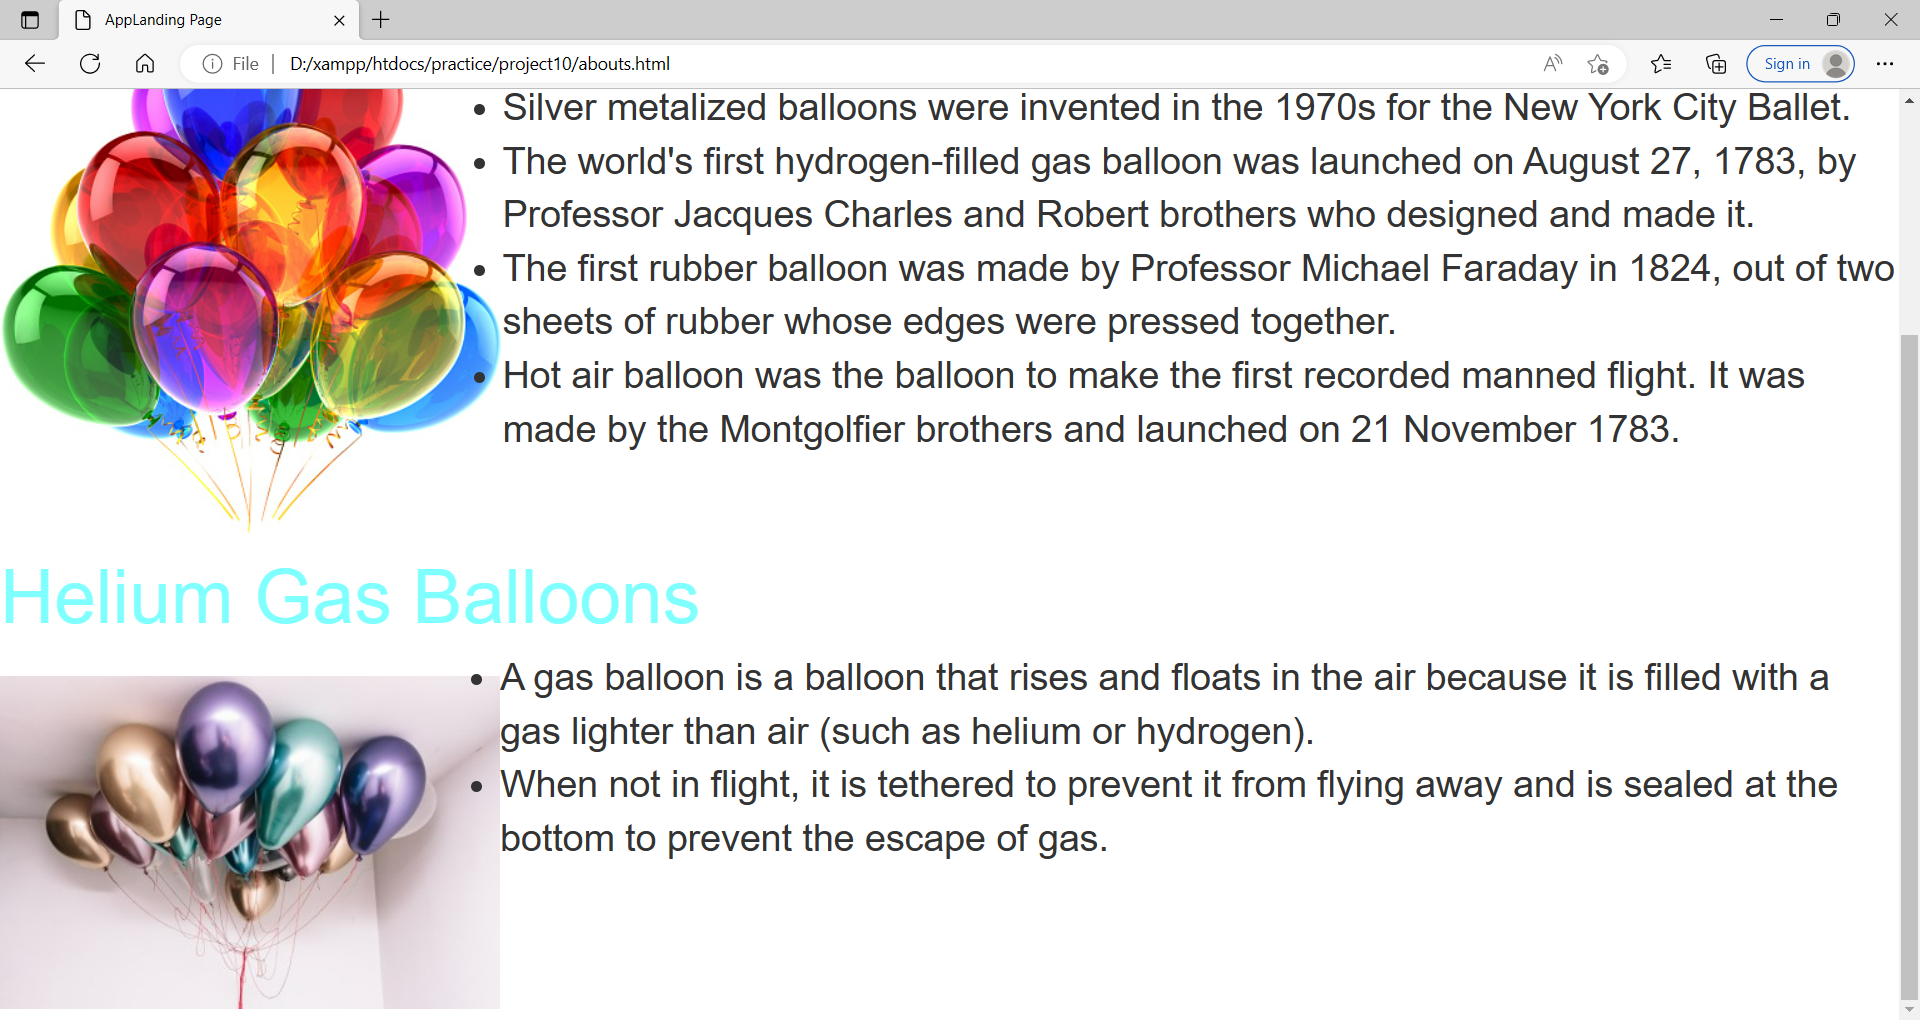 AppLanding Page
File
D:/xampp/htdocs/practice/project10/abouts.html
Sign in
Silver metalized balloons were invented in the 1970s for the New York City Ballet.
The world's first hydrogen-filled gas balloon was launched on August 27, 1783, by
Professor Jacques Charles and Robert brothers who designed and made it.
The first rubber balloon was made by Professor Michael Faraday in 1824, out of two
sheets of rubber whose edges were pressed together.
Hot air balloon was the balloon to make the first recorded manned flight. It was
made by the Montgolfier brothers and launched on 21 November 1783.
Helium Gas Balloons
A gas balloon is a balloon that rises and floats in the air because it is filled with a
gas lighter than air (such as helium or hydrogen).
When not in flight, it is tethered to prevent it from flying away and is sealed at the
bottom to prevent the escape of gas.